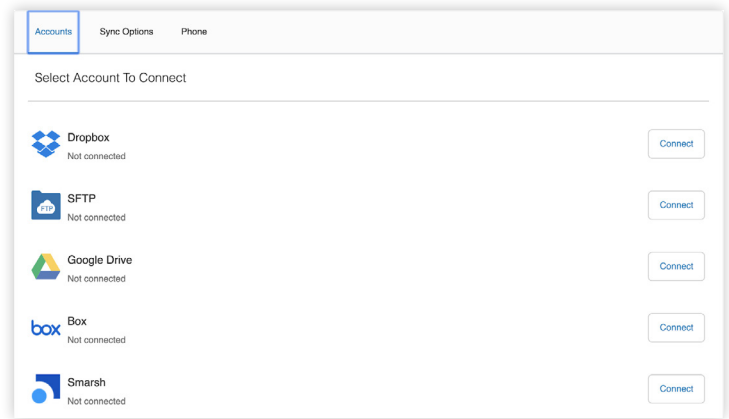 Accounts Sync Options Phone
Select Account To Connect
Dropbox
Not connected
Connect
FTP
SFTP
Not connected
Connect
Google Drive
Not connected
Connect
box
Box
Not connected
Connect
Smarsh
Not connected
Connect